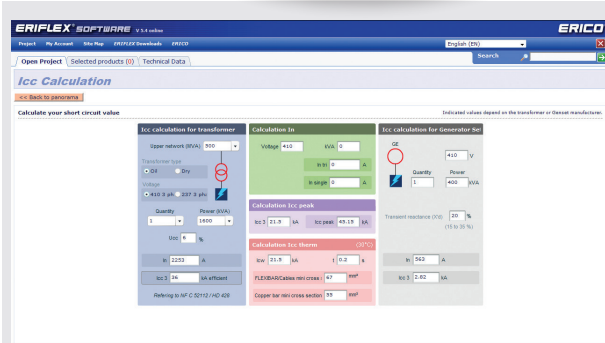 ERIFLEX® SOFTWARE V 5.4 online
ERICO
Project My Account Site Map ERIFLEX Downloads ERICO
English (EN)
Open Project Selected products (0) Technical Data
Search
Icc Calculation
<< Back to panorama
Calculate your short circuit value
Indicated values depend on the transformer or Genset manufacturer.
Icc calculation for transformer
Upper network (MVA) 500
Transformer type
Oil Dry
Voltage
410 3 ph 237 3 ph
Quantity Power (KVA)
1 1600
Ucc 6 %
In 2253 A
Icc 3 36 kA efficient
Refering to NF C 52112 / HD 428
Calculation In
Voltage 410 kVA 0
In tri 0 A
In single 0 A
Calculation Icc peak
Icc 3 21.5 kA Icc peak 45.15 kA
Calculation Icc therm (30°C)
Icw 21.5 kA t 0.2 s
FLEXIBAR/Cables mini cross 67 mm²
Copper bar mini cross section 55 mm²
Icc calculation for Generator Set
GE
410 V
Quantity Power
1 400 kVA
Transient reactance (X'd) 20 %
(15 to 35 %)
In 563 A
Icc 3 2.82 kA